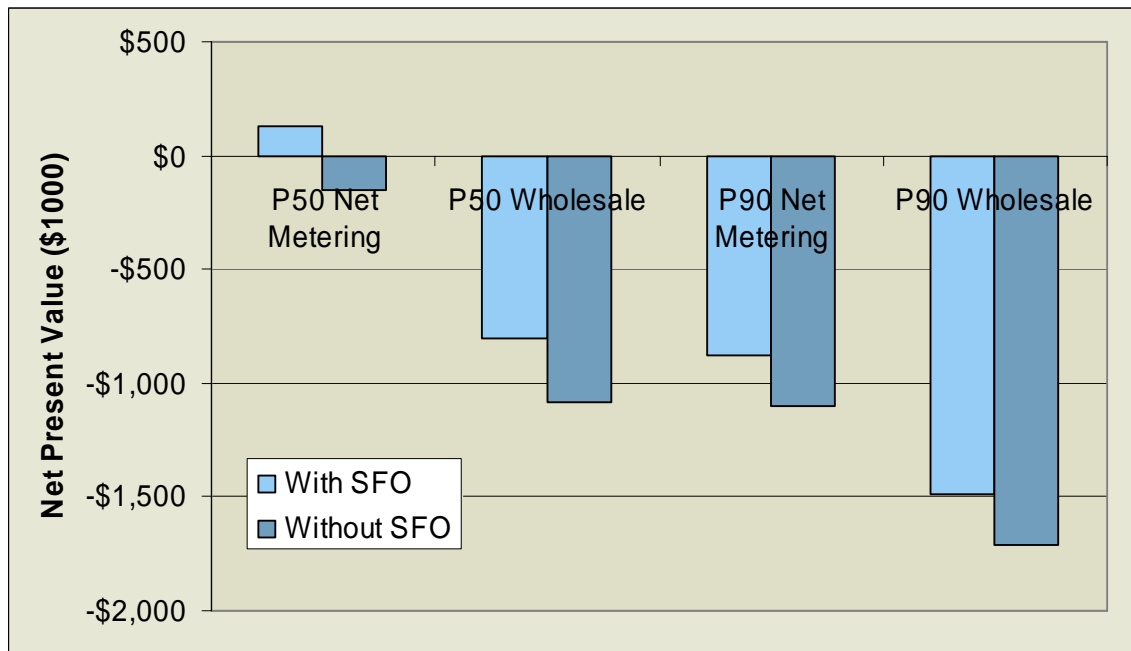 $500
$0
-$500
-$1,000
-$1,500
-$2,000
Net Present Value ($1000)
P50 Net
Metering
P50 Wholesale
P90 Net
Metering
P90 Wholesale
With SFO
Without SFO